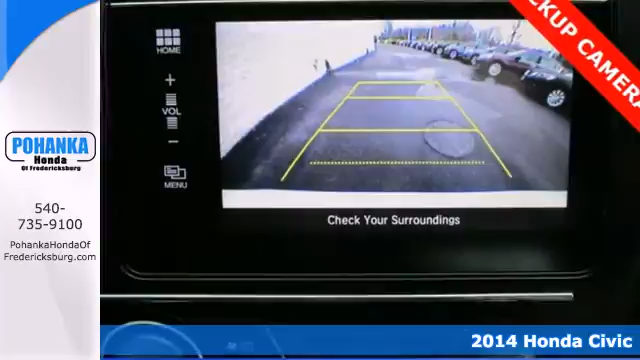 BACKUP CAMERA
HOME
+
VOL
−
MENU
Check Your Surroundings
POHANKA
Honda
Of Fredericksburg
540-
735-9100
PohankaHondaOf
Fredericksburg.com
2014 Honda Civic